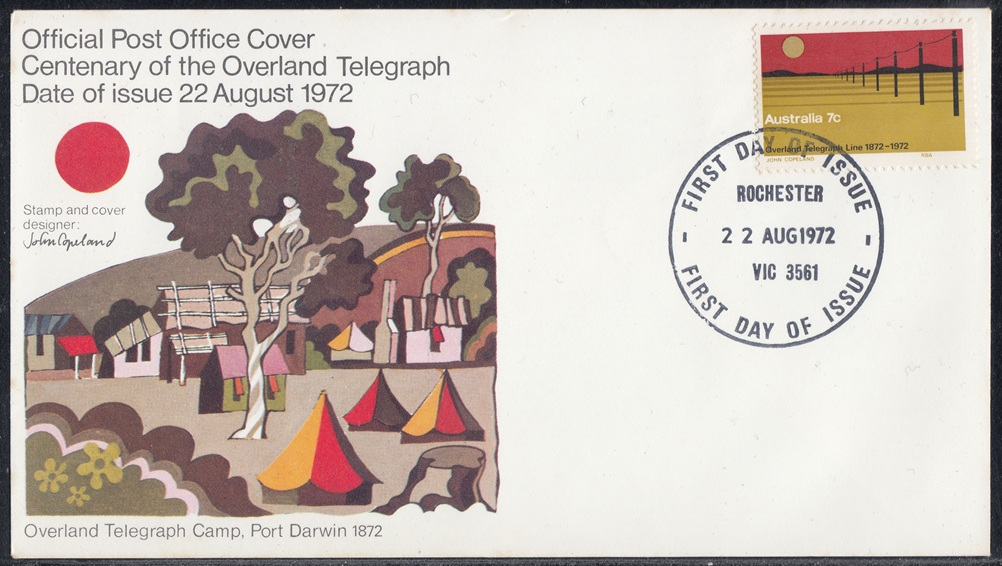 Official Post Office Cover
Centenary of the Overland Telegraph
Date of issue 22 August 1972
Stamp and cover
designer:
John Copeland
Overland Telegraph Camp, Port Darwin 1872
Australia 7c
Overland Telegraph Line 1872-1972
JOHN COPELAND RBA
FIRST DAY OF ISSUE
ROCHESTER
22 AUG1972
VIC 3561
FIRST DAY OF ISSUE